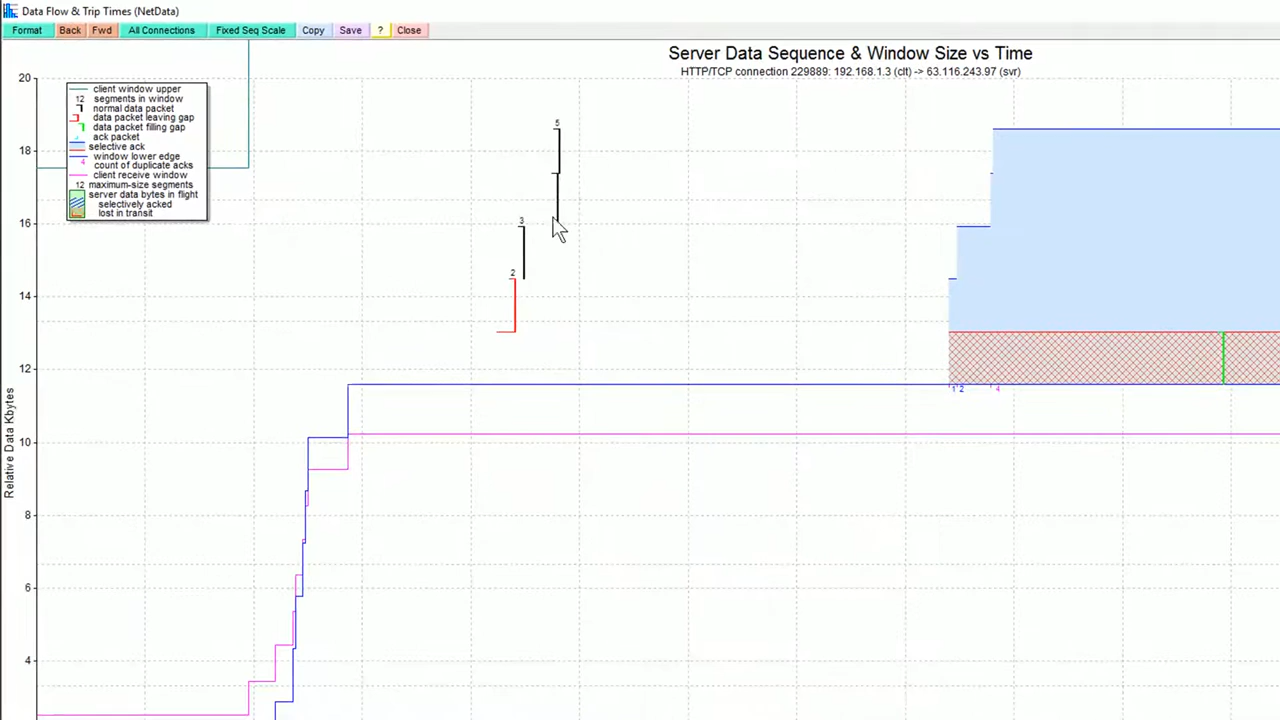 Data Flow & Trip Times (NetData)
Format Back Fwd All Connections Fixed Seq Scale Copy Save ? Close
Server Data Sequence & Window Size vs Time
HTTP/TCP connection 229889: 192.168.1.3 (clt) -> 63.116.243.97 (svr)
client window upper
12 segments in window
normal data packet
data packet leaving gap
data packet filling gap
ack packet
selective ack
window lower edge
4 count of duplicate acks
client receive window
12 maximum-size segments
server data bytes in flight
selectively acked
lost in transit
Relative Data Kbytes
20
18
16
14
12
10
8
6
4
5
3
2
1 2
4